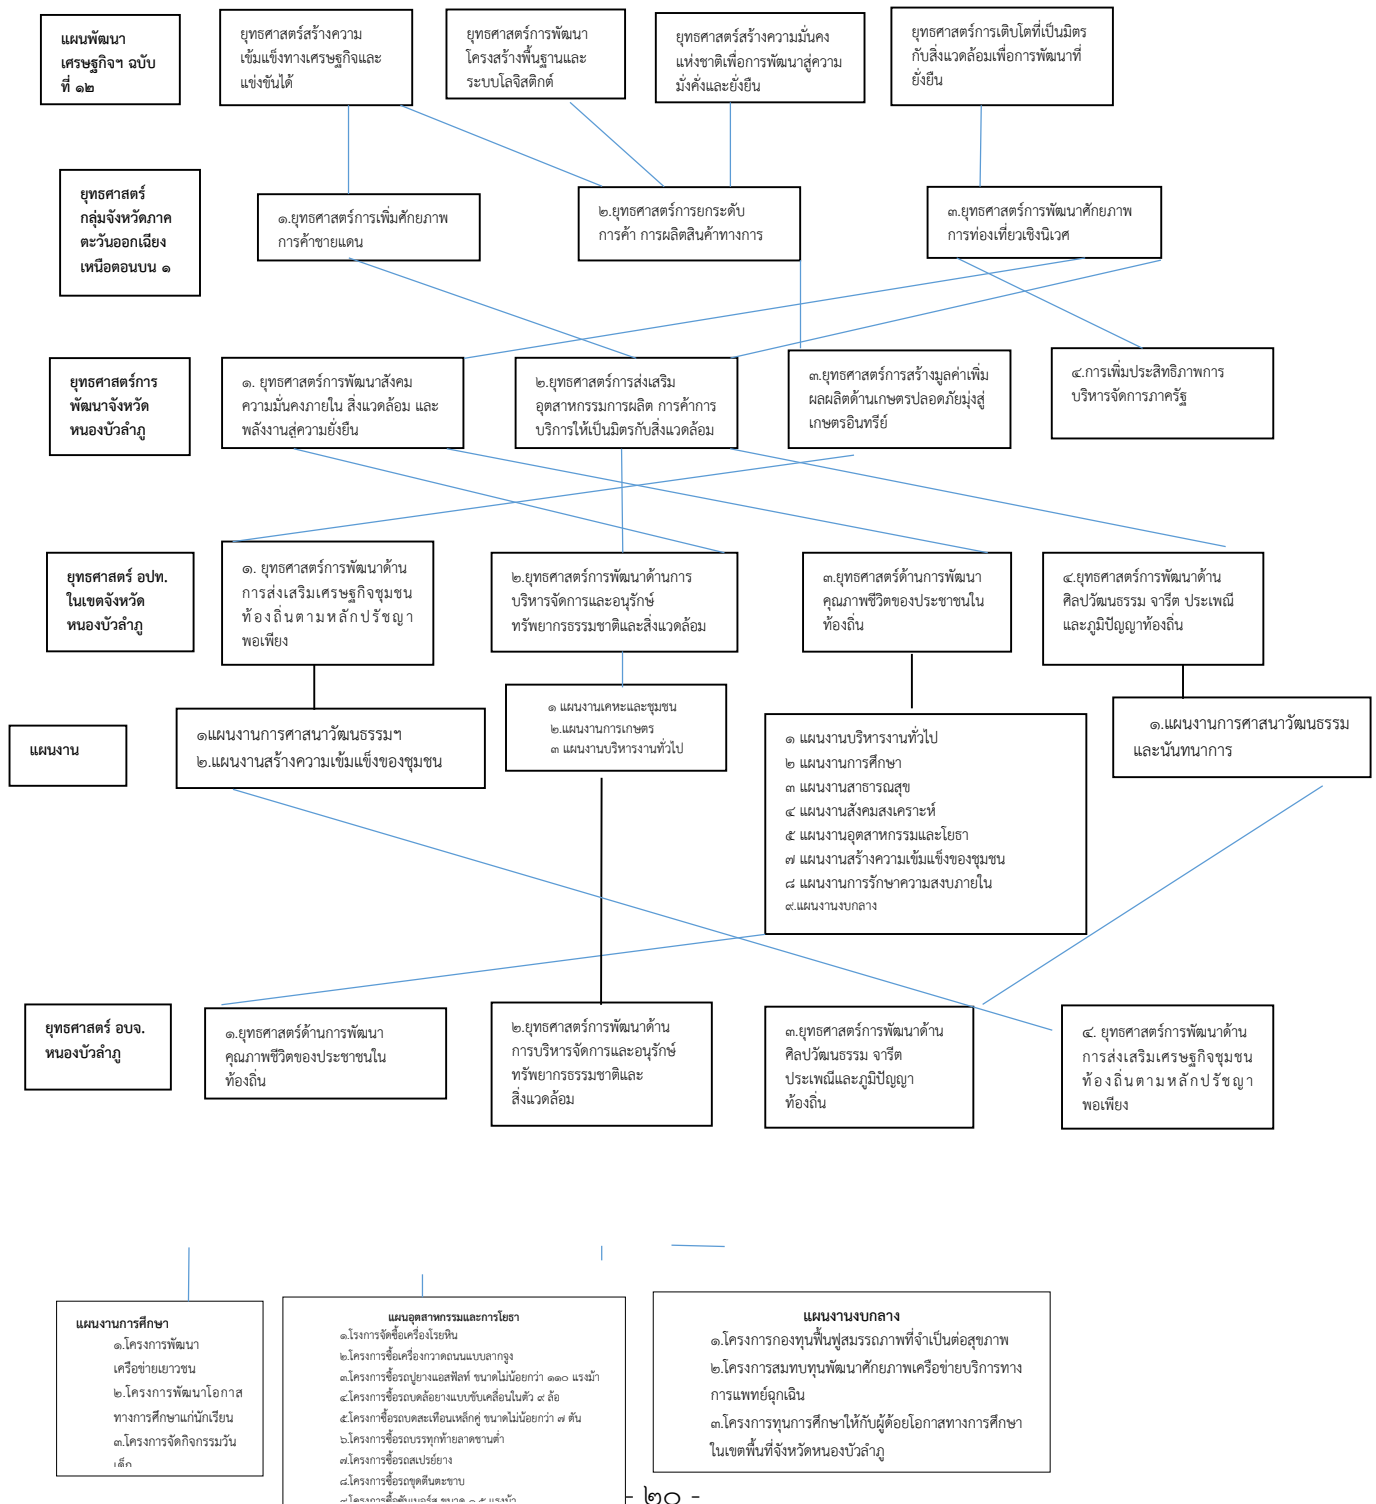 แผนพัฒนา
เศรษฐกิจฯ ฉบับ
ที่ ๑๒
ยุทธศาสตร์สร้างความ
เข้มแข็งทางเศรษฐกิจและ
แข่งขันได้
ยุทธศาสตร์การพัฒนา
โครงสร้างพื้นฐานและ
ระบบโลจิสติกต์
ยุทธศาสตร์สร้างความมั่นคง
แห่งชาติเพื่อการพัฒนาสู่ความ
มั่งคั่งและยั่งยืน
ยุทธศาสตร์การเติบโตที่เป็นมิตร
กับสิ่งแวดล้อมเพื่อการพัฒนาที่
ยั่งยืน
ยุทธศาสตร์
กลุ่มจังหวัดภาค
ตะวันออกเฉียง
เหนือตอนบน ๑
๑.ยุทธศาสตร์การเพิ่มศักยภาพ
การค้าชายแดน
๒.ยุทธศาสตร์การยกระดับ
การค้า การผลิตสินค้าทางการ
๓.ยุทธศาสตร์การพัฒนาศักยภาพ
การท่องเที่ยวเชิงนิเวศ
ยุทธศาสตร์การ
พัฒนาจังหวัด
หนองบัวลำภู
๑. ยุทธศาสตร์การพัฒนาสังคม
ความมั่นคงภายใน สิ่งแวดล้อม และ
พลังงานสู่ความยั่งยืน
๒.ยุทธศาสตร์การส่งเสริม
อุตสาหกรรมการผลิต การค้าการ
บริการให้เป็นมิตรกับสิ่งแวดล้อม
๓.ยุทธศาสตร์การสร้างมูลค่าเพิ่ม
ผลผลิตด้านเกษตรปลอดภัยมุ่งสู่
เกษตรอินทรีย์
๔.การเพิ่มประสิทธิภาพการ
บริหารจัดการภาครัฐ
ยุทธศาสตร์ อปท.
ในเขตจังหวัด
หนองบัวลำภู
๑. ยุทธศาสตร์การพัฒนาด้าน
การส่งเสริมเศรษฐกิจชุมชน
ท้องถิ่นตามหลักปรัชญา
พอเพียง
๒.ยุทธศาสตร์การพัฒนาด้านการ
บริหารจัดการและอนุรักษ์
ทรัพยากรธรรมชาติและสิ่งแวดล้อม
๓.ยุทธศาสตร์ด้านการพัฒนา
คุณภาพชีวิตของประชาชนใน
ท้องถิ่น
๔.ยุทธศาสตร์การพัฒนาด้าน
ศิลปวัฒนธรรม จารีต ประเพณี
และภูมิปัญญาท้องถิ่น
แผนงาน
๑แผนงานการศาสนาวัฒนธรรมฯ
๒.แผนงานสร้างความเข้มแข็งของชุมชน
๑ แผนงานเคหะและชุมชน
๒.แผนงานการเกษตร
๓ แผนงานบริหารงานทั่วไป
๑ แผนงานบริหารงานทั่วไป
๒ แผนงานการศึกษา
๓ แผนงานสาธารณสุข
๔ แผนงานสังคมสงเคราะห์
๕ แผนงานอุตสาหกรรมและโยธา
๗ แผนงานสร้างความเข้มแข็งของชุมชน
๘ แผนงานการรักษาความสงบภายใน
๙.แผนงานงบกลาง
๑.แผนงานการศาสนาวัฒนธรรม
และนันทนาการ
ยุทธศาสตร์ อบจ.
หนองบัวลำภู
๑.ยุทธศาสตร์ด้านการพัฒนา
คุณภาพชีวิตของประชาชนใน
ท้องถิ่น
๒.ยุทธศาสตร์การพัฒนาด้าน
การบริหารจัดการและอนุรักษ์
ทรัพยากรธรรมชาติและ
สิ่งแวดล้อม
๓.ยุทธศาสตร์การพัฒนาด้าน
ศิลปวัฒนธรรม จารีต
ประเพณีและภูมิปัญญา
ท้องถิ่น
๔. ยุทธศาสตร์การพัฒนาด้าน
การส่งเสริมเศรษฐกิจชุมชน
ท้องถิ่นตามหลักปรัชญา
พอเพียง
แผนงานการศึกษา
๑.โครงการพัฒนา
เครือข่ายเยาวชน
๒.โครงการพัฒนาโอกาส
ทางการศึกษาแก่นักเรียน
๓.โครงการจัดกิจกรรมวัน
เด็ก
แผนอุตสาหกรรมและการโยธา
๑.โรงการจัดซื้อเครื่องโรยหิน
๒.โครงการซื้อเครื่องกวาดถนนแบบลากจูง
๓.โครงการซื้อรถปูยางแอสฟัลท์ ขนาดไม่น้อยกว่า ๑๑๐ แรงม้า
๔.โครงการซื้อรถบดล้อยางแบบขับเคลื่อนในตัว ๙ ล้อ
๕.โครงกาซื้อรถบดสะเทือนเหล็กคู่ ขนาดไม่น้อยกว่า ๗ ตัน
๖.โครงการซื้อรถบรรทุกท้ายลาดชานต่ำ
๗.โครงการซื้อรถสเปรย์ยาง
๘.โครงการซื้อรถขุดตีนตะขาบ
แผนงานงบกลาง
๑.โครงการกองทุนฟื้นฟูสมรรถภาพที่จำเป็นต่อสุขภาพ
๒.โครงการสมทบทุนพัฒนาศักยภาพเครือข่ายบริการทาง
การแพทย์ฉุกเฉิน
๓.โครงการทุนการศึกษาให้กับผู้ด้อยโอกาสทางการศึกษา
ในเขตพื้นที่จังหวัดหนองบัวลำภู
- ๒๐ -